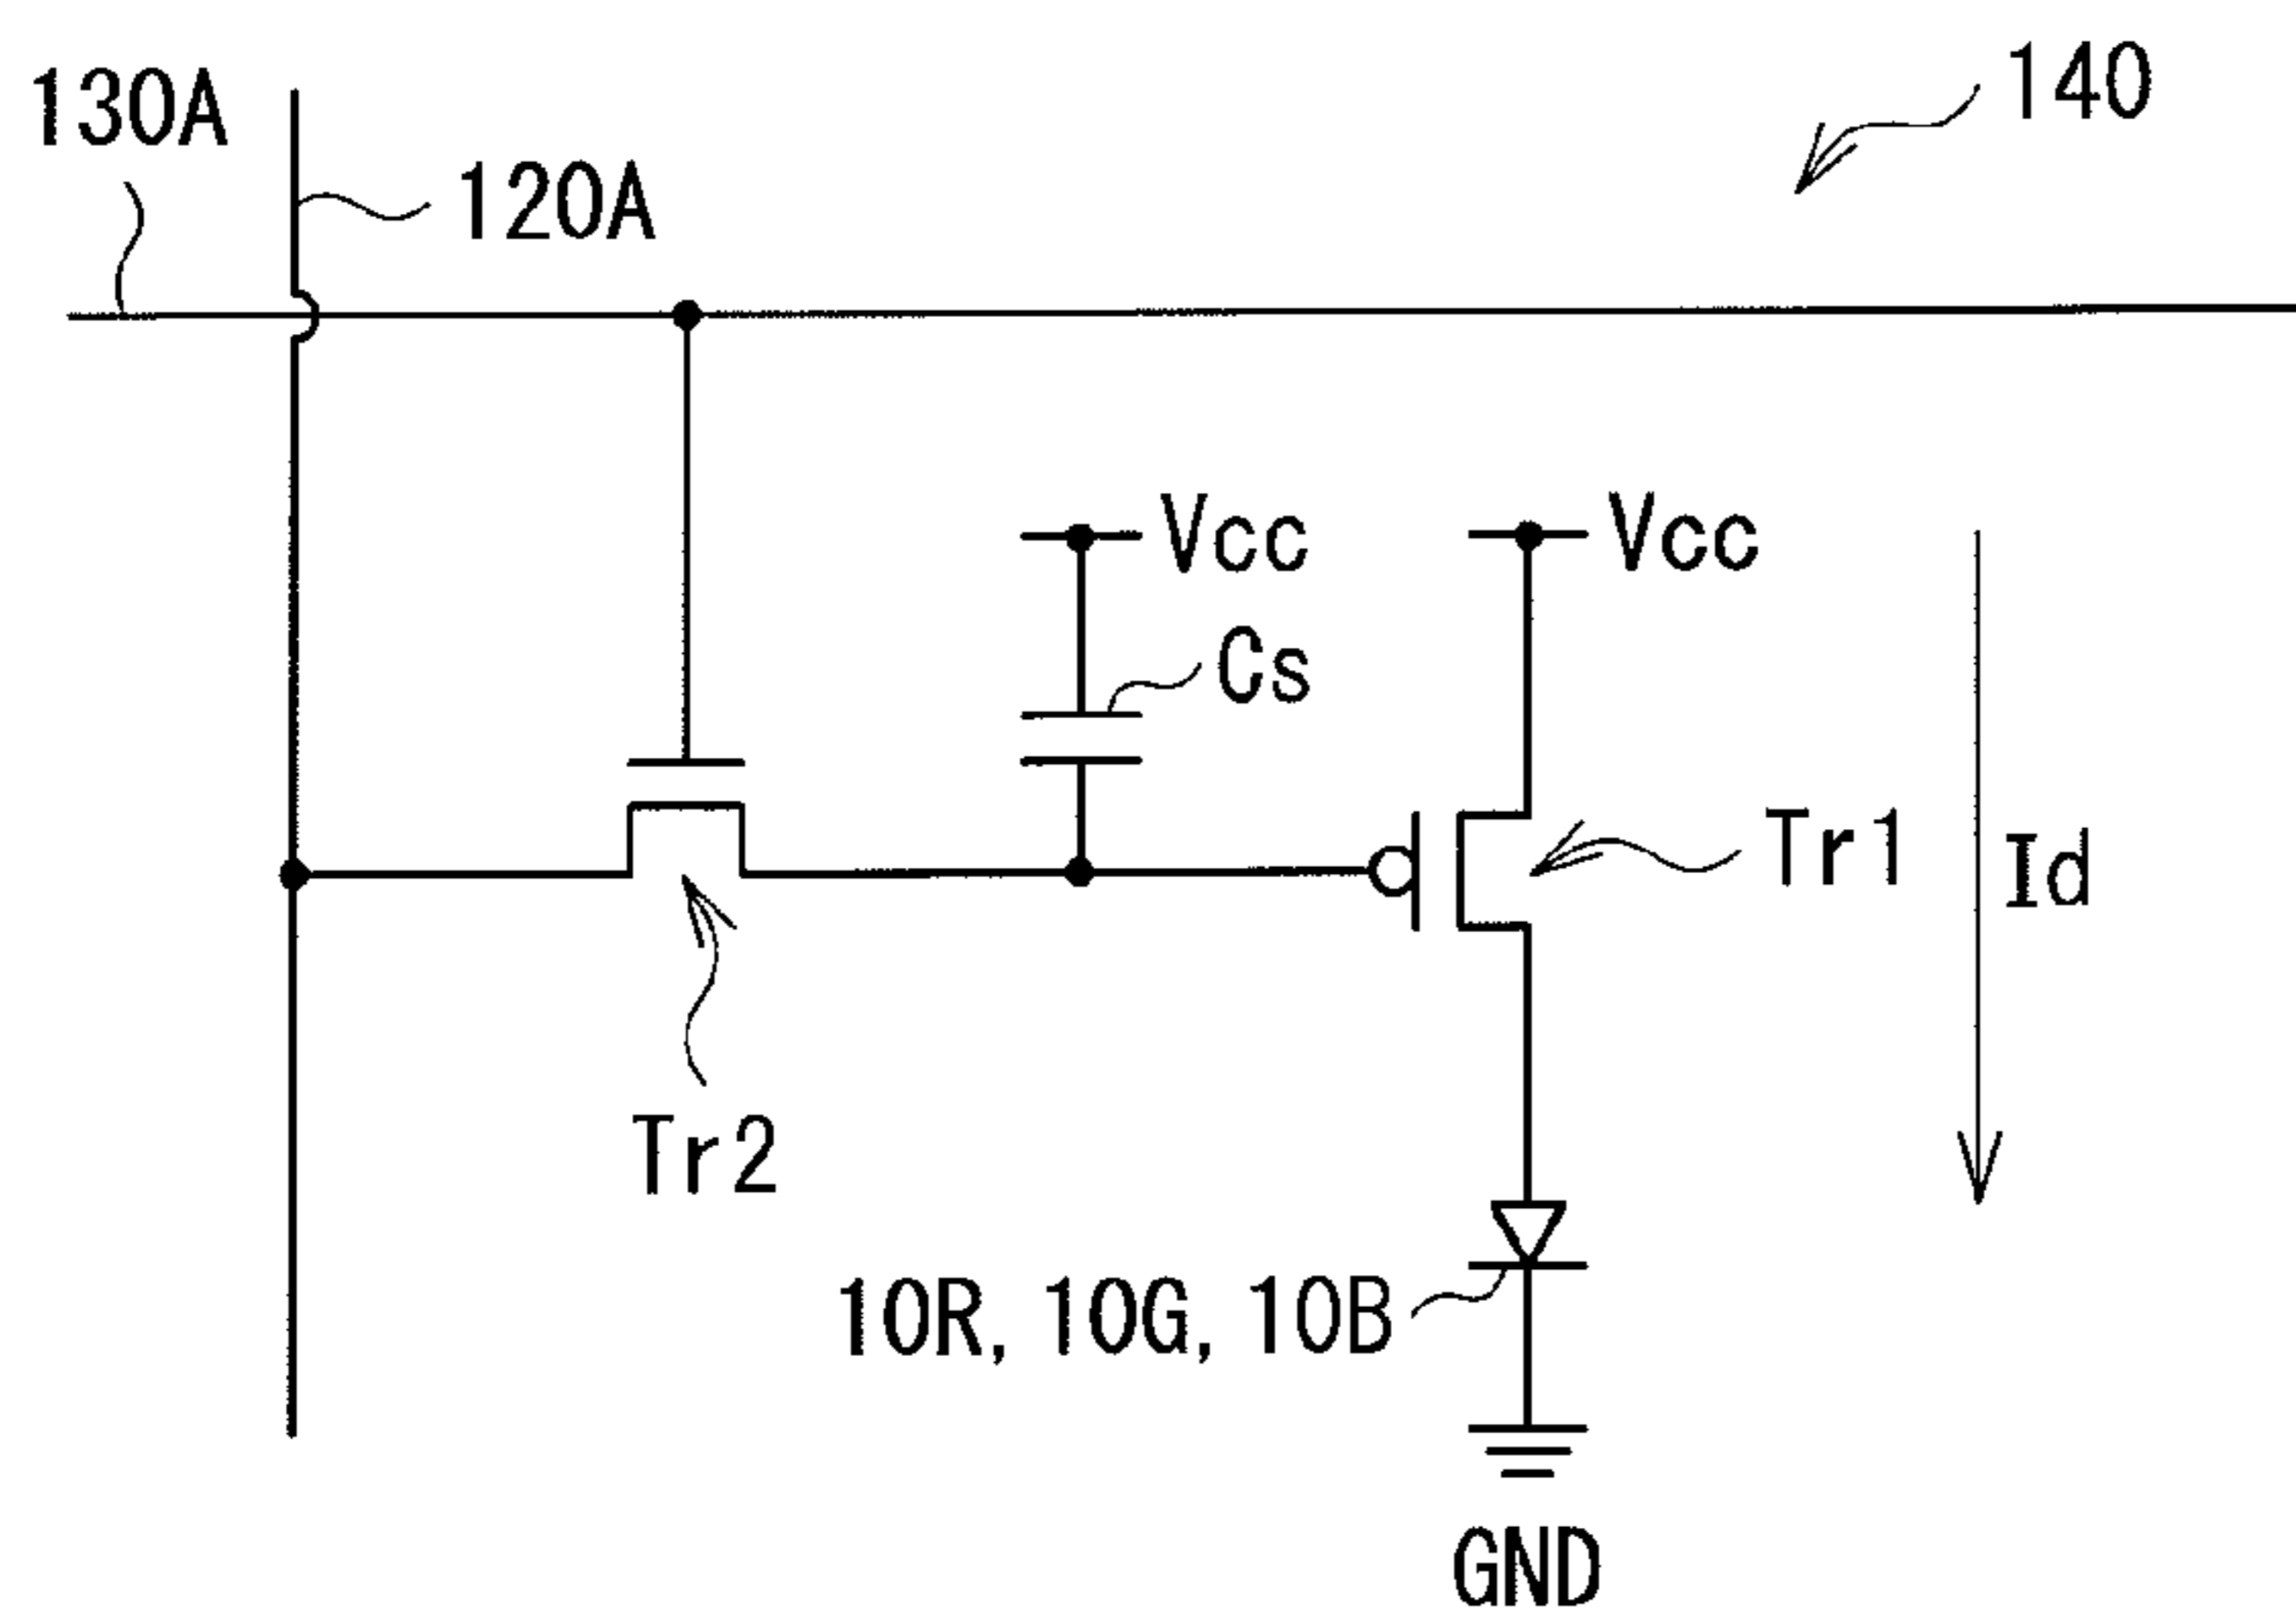 140
130A
120A
Vcc
Vcc
Cs
Tr1
Id
Tr2
10R, 10G, 10B
GND